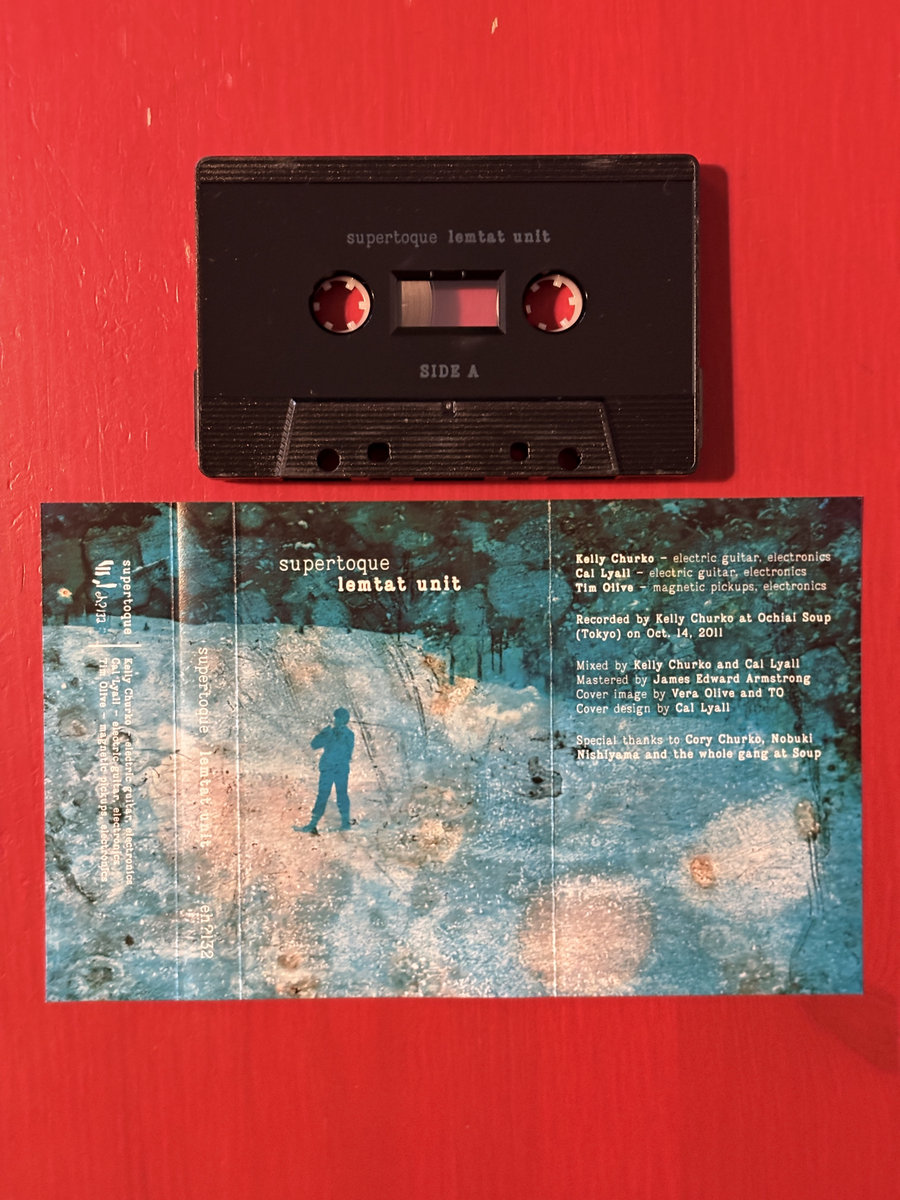 supertoque lemtat unit
SIDE A
supertoque
Kelly Churko – electric guitar, electronics
Cal Lyall – electric guitar, electronics
Tim Olive – magnetic pickups, electronics
supertoque lemtat unit
supertoque
lemtat unit
Kelly Churko – electric guitar, electronics
Cal Lyall – electric guitar, electronics
Tim Olive – magnetic pickups, electronics
Recorded by Kelly Churko at Ochiai Soup
(Tokyo) on Oct. 14, 2011
Mixed by Kelly Churko and Cal Lyall
Mastered by James Edward Armstrong
Cover image by Vera Olive and TO
Cover design by Cal Lyall
Special thanks to Cory Churko, Nobuki
Nishiyama and the whole gang at Soup